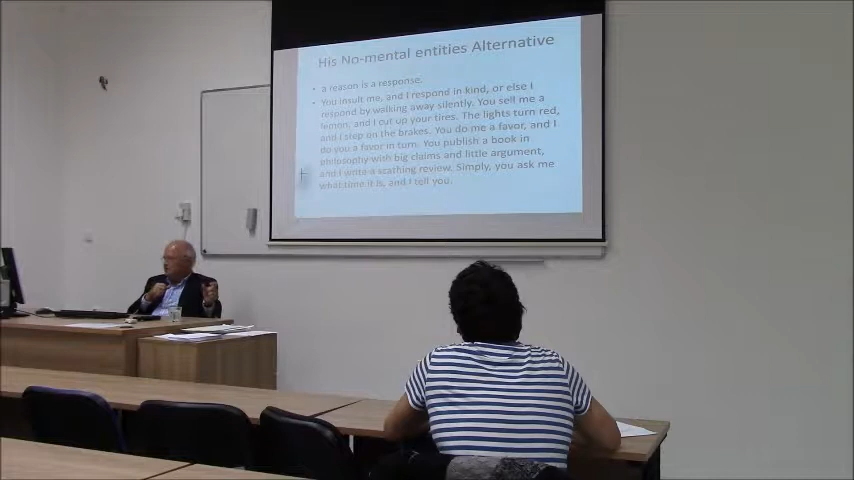 His No-mental entities Alternative
• a reason is a response.
• You insult me, and I respond in kind, or else I
respond by walking away silently. You sell me a
lemon, and I cut up your tires. The lights turn red,
and I step on the brakes. You do me a favor, and I
do you a favor in turn. You publish a book in
philosophy with big claims and little argument,
and I write a scathing review. Simply, you ask me
what time it is, and I tell you.